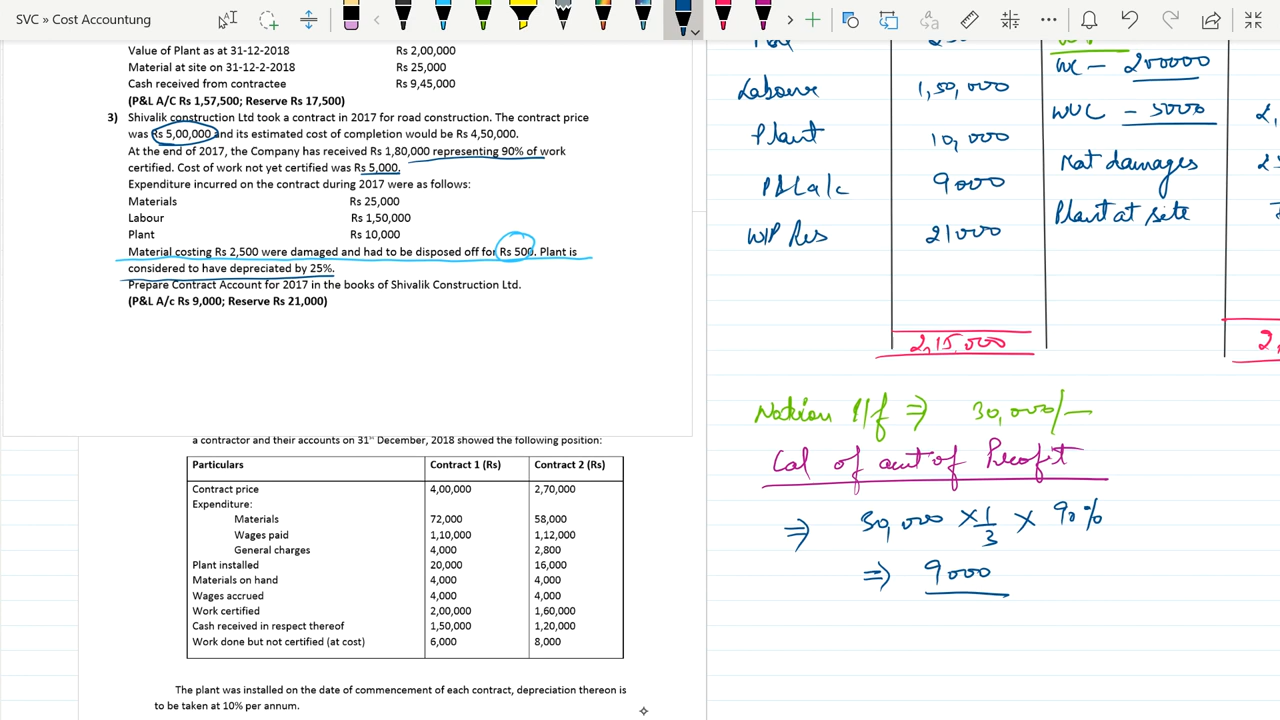 SVC » Cost Accountung
Value of Plant as at 31-12-2018 Rs 2,00,000
Material at site on 31-12-2-2018 Rs 25,000
Cash received from contractee Rs 9,45,000
(P&L A/C Rs 1,57,500; Reserve Rs 17,500)
3) Shivalik construction Ltd took a contract in 2017 for road construction. The contract price
was Rs 5,00,000 and its estimated cost of completion would be Rs 4,50,000.
At the end of 2017, the Company has received Rs 1,80,000 representing 90% of work
certified. Cost of work not yet certified was Rs 5,000.
Expenditure incurred on the contract during 2017 were as follows:
Materials Rs 25,000
Labour Rs 1,50,000
Plant Rs 10,000
Material costing Rs 2,500 were damaged and had to be disposed off for Rs 500. Plant is
considered to have depreciated by 25%.
Prepare Contract Account for 2017 in the books of Shivalik Construction Ltd.
(P&L A/c Rs 9,000; Reserve Rs 21,000)
a contractor and their accounts on 31st December, 2018 showed the following position:
Particulars Contract 1 (Rs) Contract 2 (Rs)
Contract price 4,00,000 2,70,000
Expenditure:
Materials 72,000 58,000
Wages paid 1,10,000 1,12,000
General charges 4,000 2,800
Plant installed 20,000 16,000
Materials on hand 4,000 4,000
Wages accrued 4,000 4,000
Work certified 2,00,000 1,60,000
Cash received in respect thereof 1,50,000 1,20,000
Work done but not certified (at cost) 6,000 8,000
The plant was installed on the date of commencement of each contract, depreciation thereon is
to be taken at 10% per annum.
WC - 200000
Labour 1,50,000
WUC - 5000
Plant 10,000
Mat damages
P&L a/c 9000
Plant at site
WIP Res 21000
2,15,000
Notion P/f ⇒ 30,000/-
Cal of amt of Profit
⇒ 30,000 × 1/3 × 90%
⇒ 9000